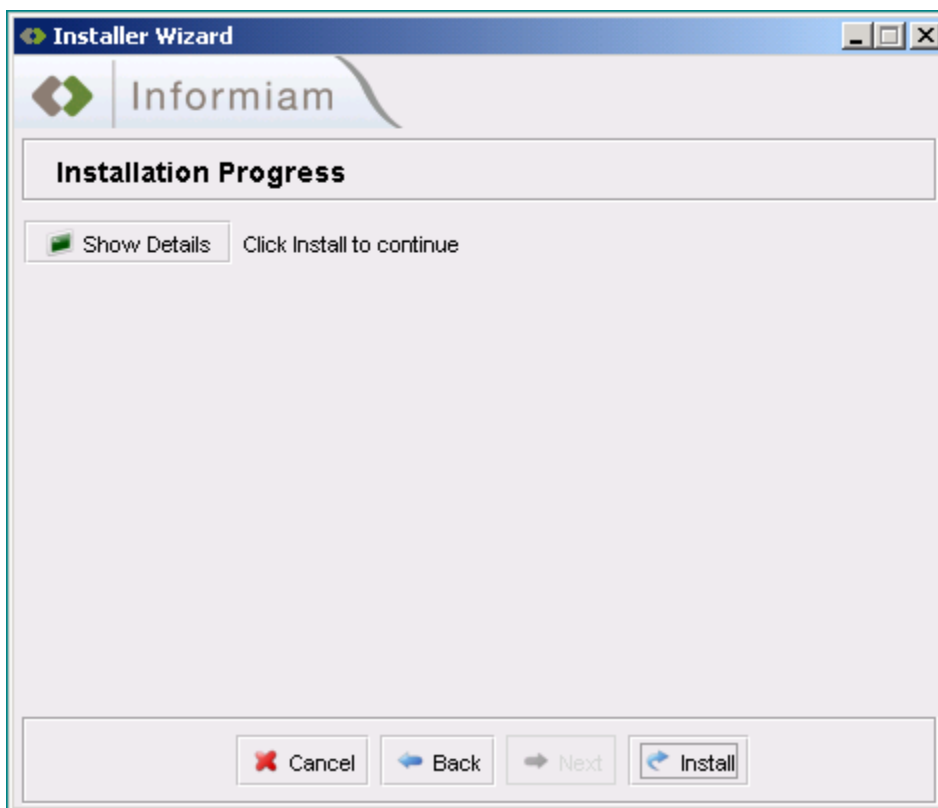 Installer Wizard
Informiam
Installation Progress
Show Details Click Install to continue
Cancel Back Next Install